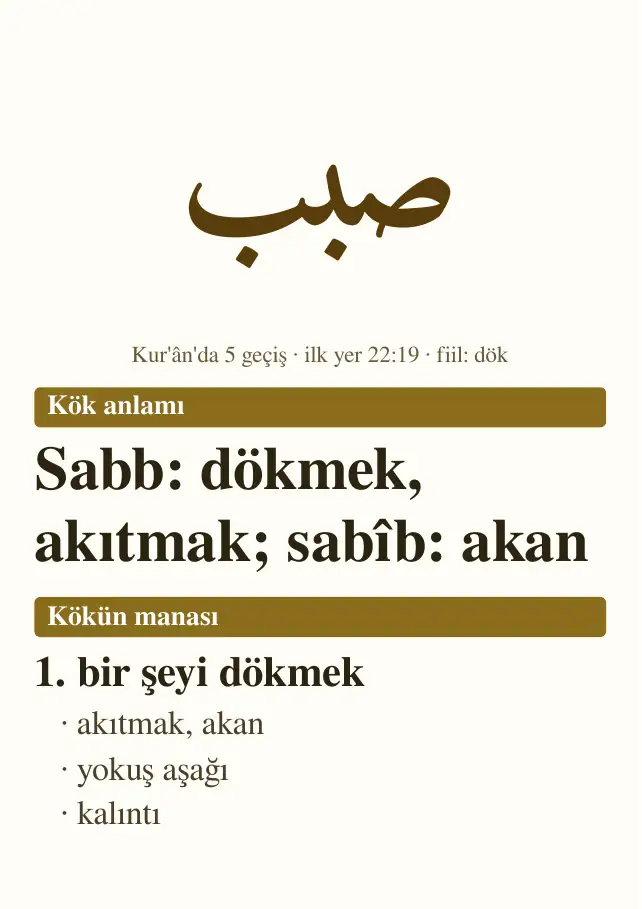 صبب
Kur'ân'da 5 geçiş · ilk yer 22:19 · fiil: dök
Kök anlamı
Sabb: dökmek,
akıtmak; sabîb: akan
Kökün manası
1. bir şeyi dökmek
· akıtmak, akan
· yokuş aşağı
· kalıntı